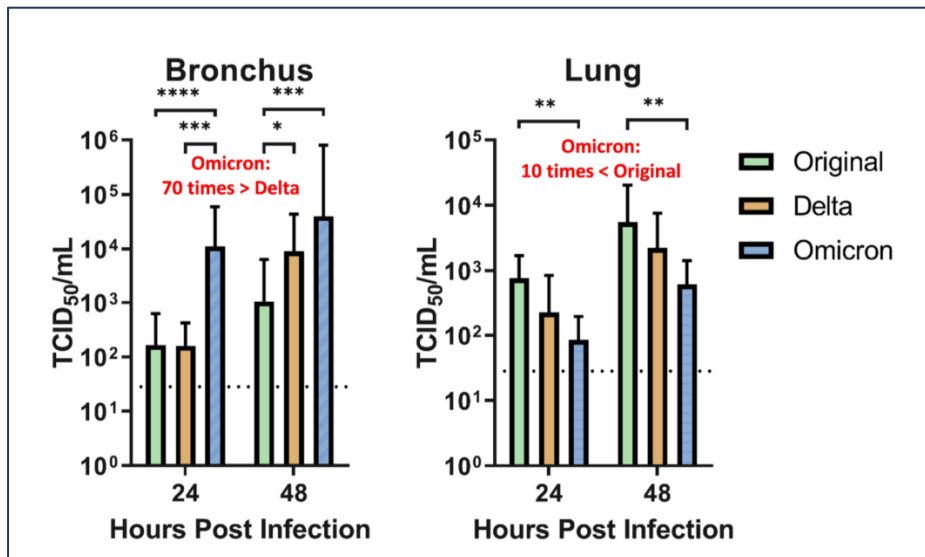 Bronchus
**** ***
*** *
Omicron:
70 times > Delta
TCID50/mL
10⁶
10⁵
10⁴
10³
10²
10¹
10⁰
24 48
Hours Post Infection
Lung
** **
Omicron:
10 times < Original
TCID50/mL
10⁵
10⁴
10³
10²
10¹
10⁰
24 48
Hours Post Infection
Original
Delta
Omicron